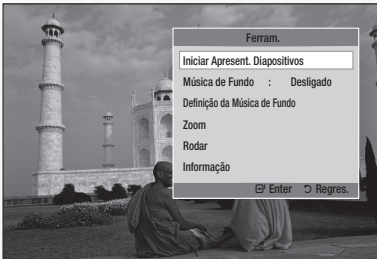 Ferram.
Iniciar Apresent. Diapositivos
Música de Fundo : Desligado
Definição da Música de Fundo
Zoom
Rodar
Informação
Enter Regres.